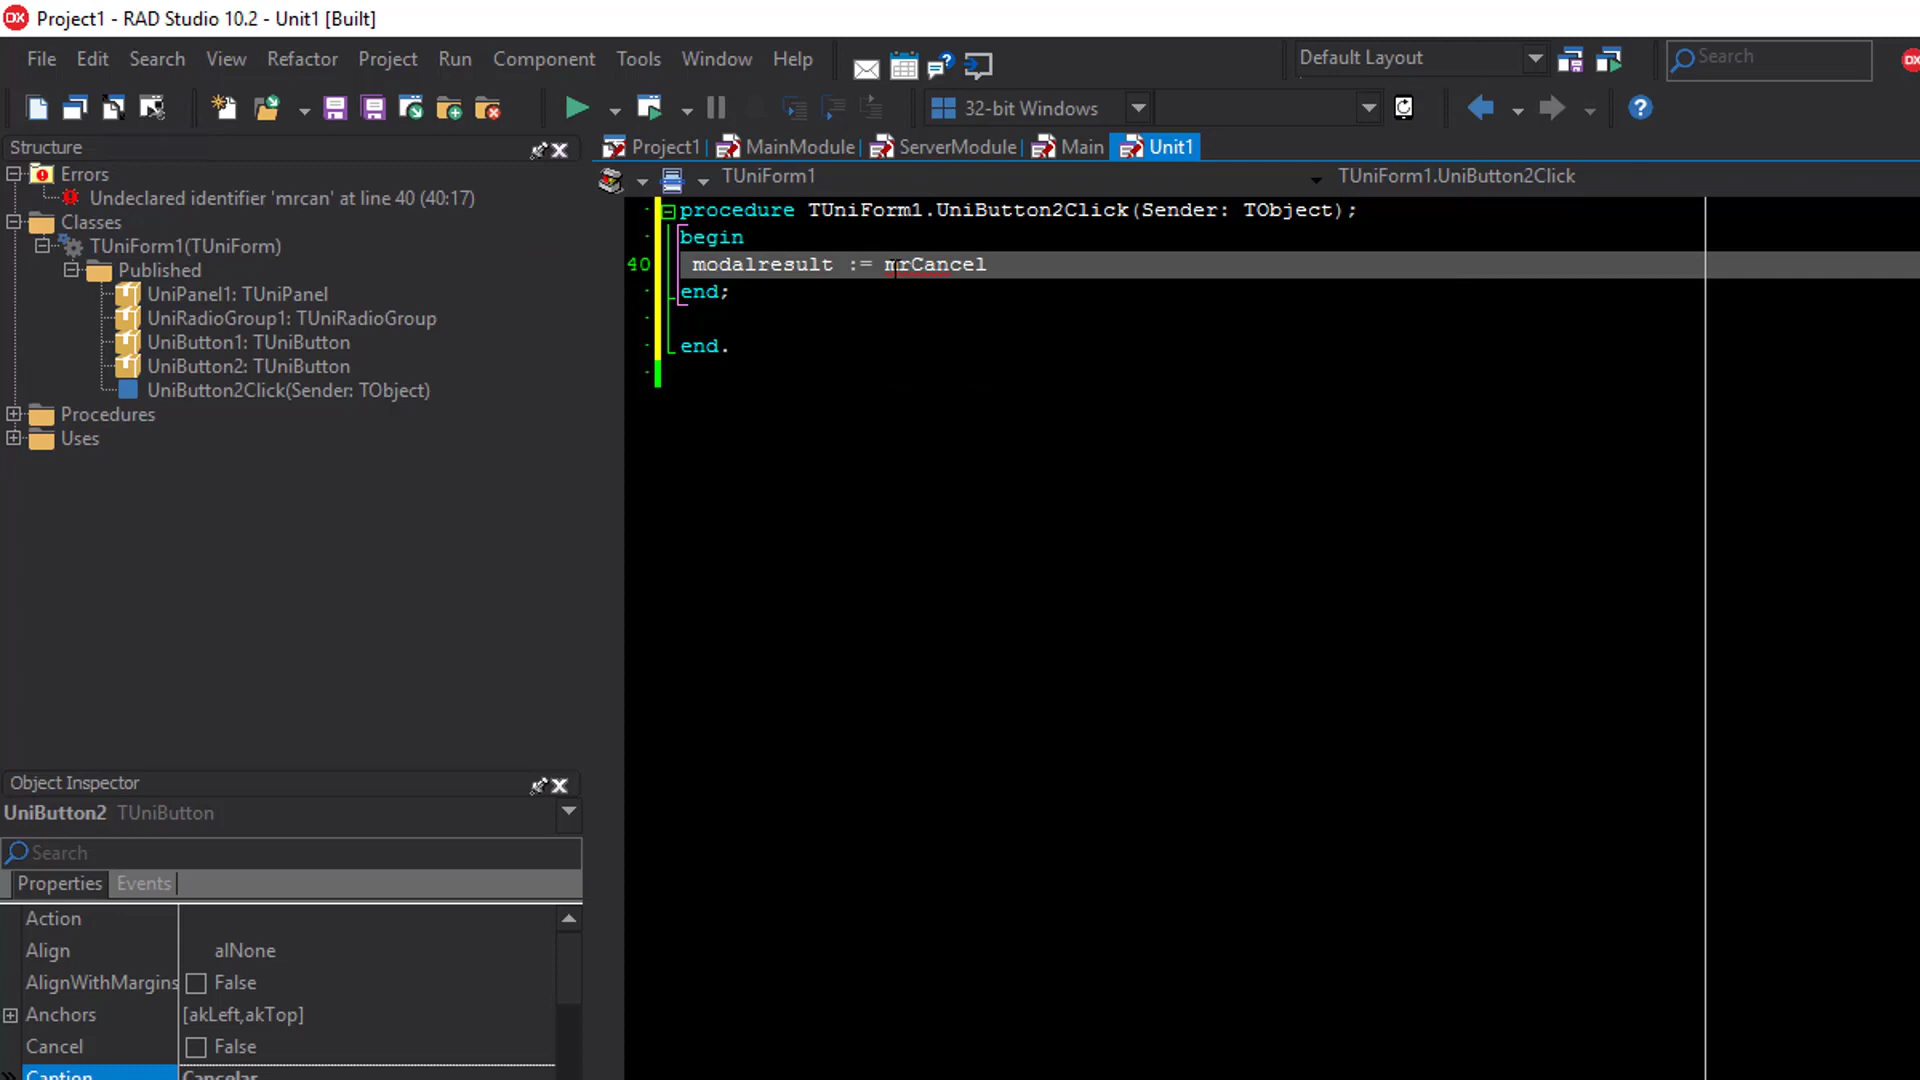 Project1 - RAD Studio 10.2 - Unit1 [Built]
File Edit Search View Refactor Project Run Component Tools Window Help
Default Layout
Search
32-bit Windows
Structure
Project1 MainModule ServerModule Main Unit1
TUniForm1 TUniForm1.UniButton2Click
Errors
Undeclared identifier 'mrcan' at line 40 (40:17)
Classes
TUniForm1(TUniForm)
Published
UniPanel1: TUniPanel
UniRadioGroup1: TUniRadioGroup
UniButton1: TUniButton
UniButton2: TUniButton
UniButton2Click(Sender: TObject)
Procedures
Uses
procedure TUniForm1.UniButton2Click(Sender: TObject);
begin
40 modalresult := mrCancel
end;
end.
Object Inspector
UniButton2 TUniButton
Search
Properties Events
Action
Align alNone
AlignWithMargins False
Anchors [akLeft,akTop]
Cancel False
Caption Cancelar